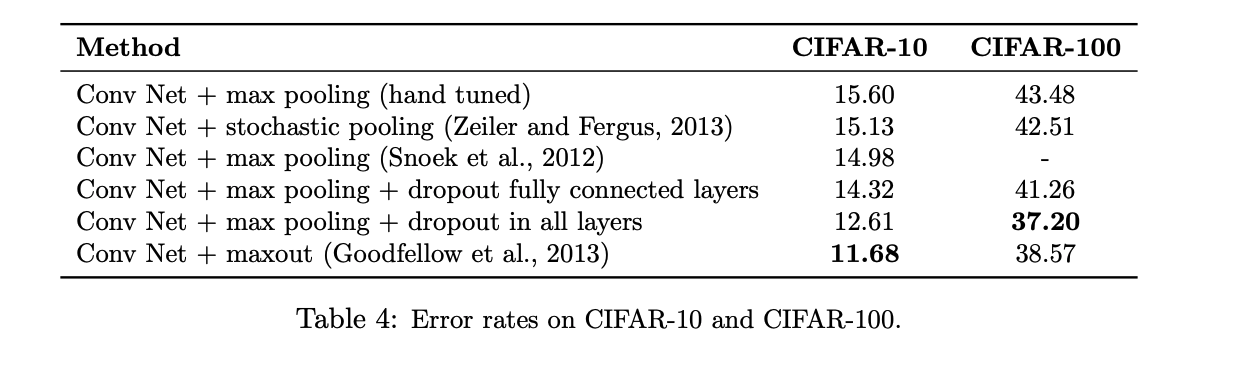 Method CIFAR-10 CIFAR-100
Conv Net + max pooling (hand tuned) 15.60 43.48
Conv Net + stochastic pooling (Zeiler and Fergus, 2013) 15.13 42.51
Conv Net + max pooling (Snoek et al., 2012) 14.98 -
Conv Net + max pooling + dropout fully connected layers 14.32 41.26
Conv Net + max pooling + dropout in all layers 12.61 37.20
Conv Net + maxout (Goodfellow et al., 2013) 11.68 38.57
Table 4: Error rates on CIFAR-10 and CIFAR-100.